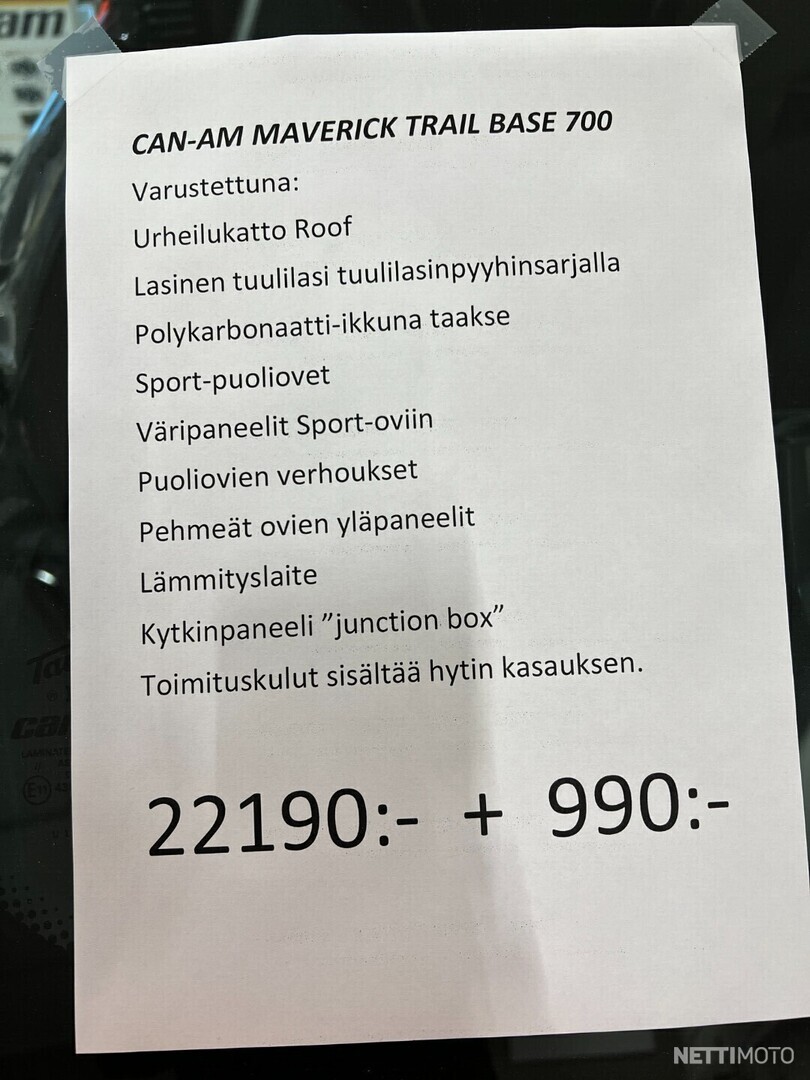 am
CAN-AM MAVERICK TRAIL BASE 700
Varustettuna:
Urheilukatto Roof
Lasinen tuulilasi tuulilasinpyyhinsarjalla
Polykarbonaatti-ikkuna taakse
Sport-puoliovet
Väripaneelit Sport-oviin
Puoliovien verhoukset
Pehmeät ovien yläpaneelit
Lämmityslaite
Kytkinpaneeli ”junction box”
Toimituskulut sisältää hytin kasauksen.
22190:- + 990:-
NETTIMOTO